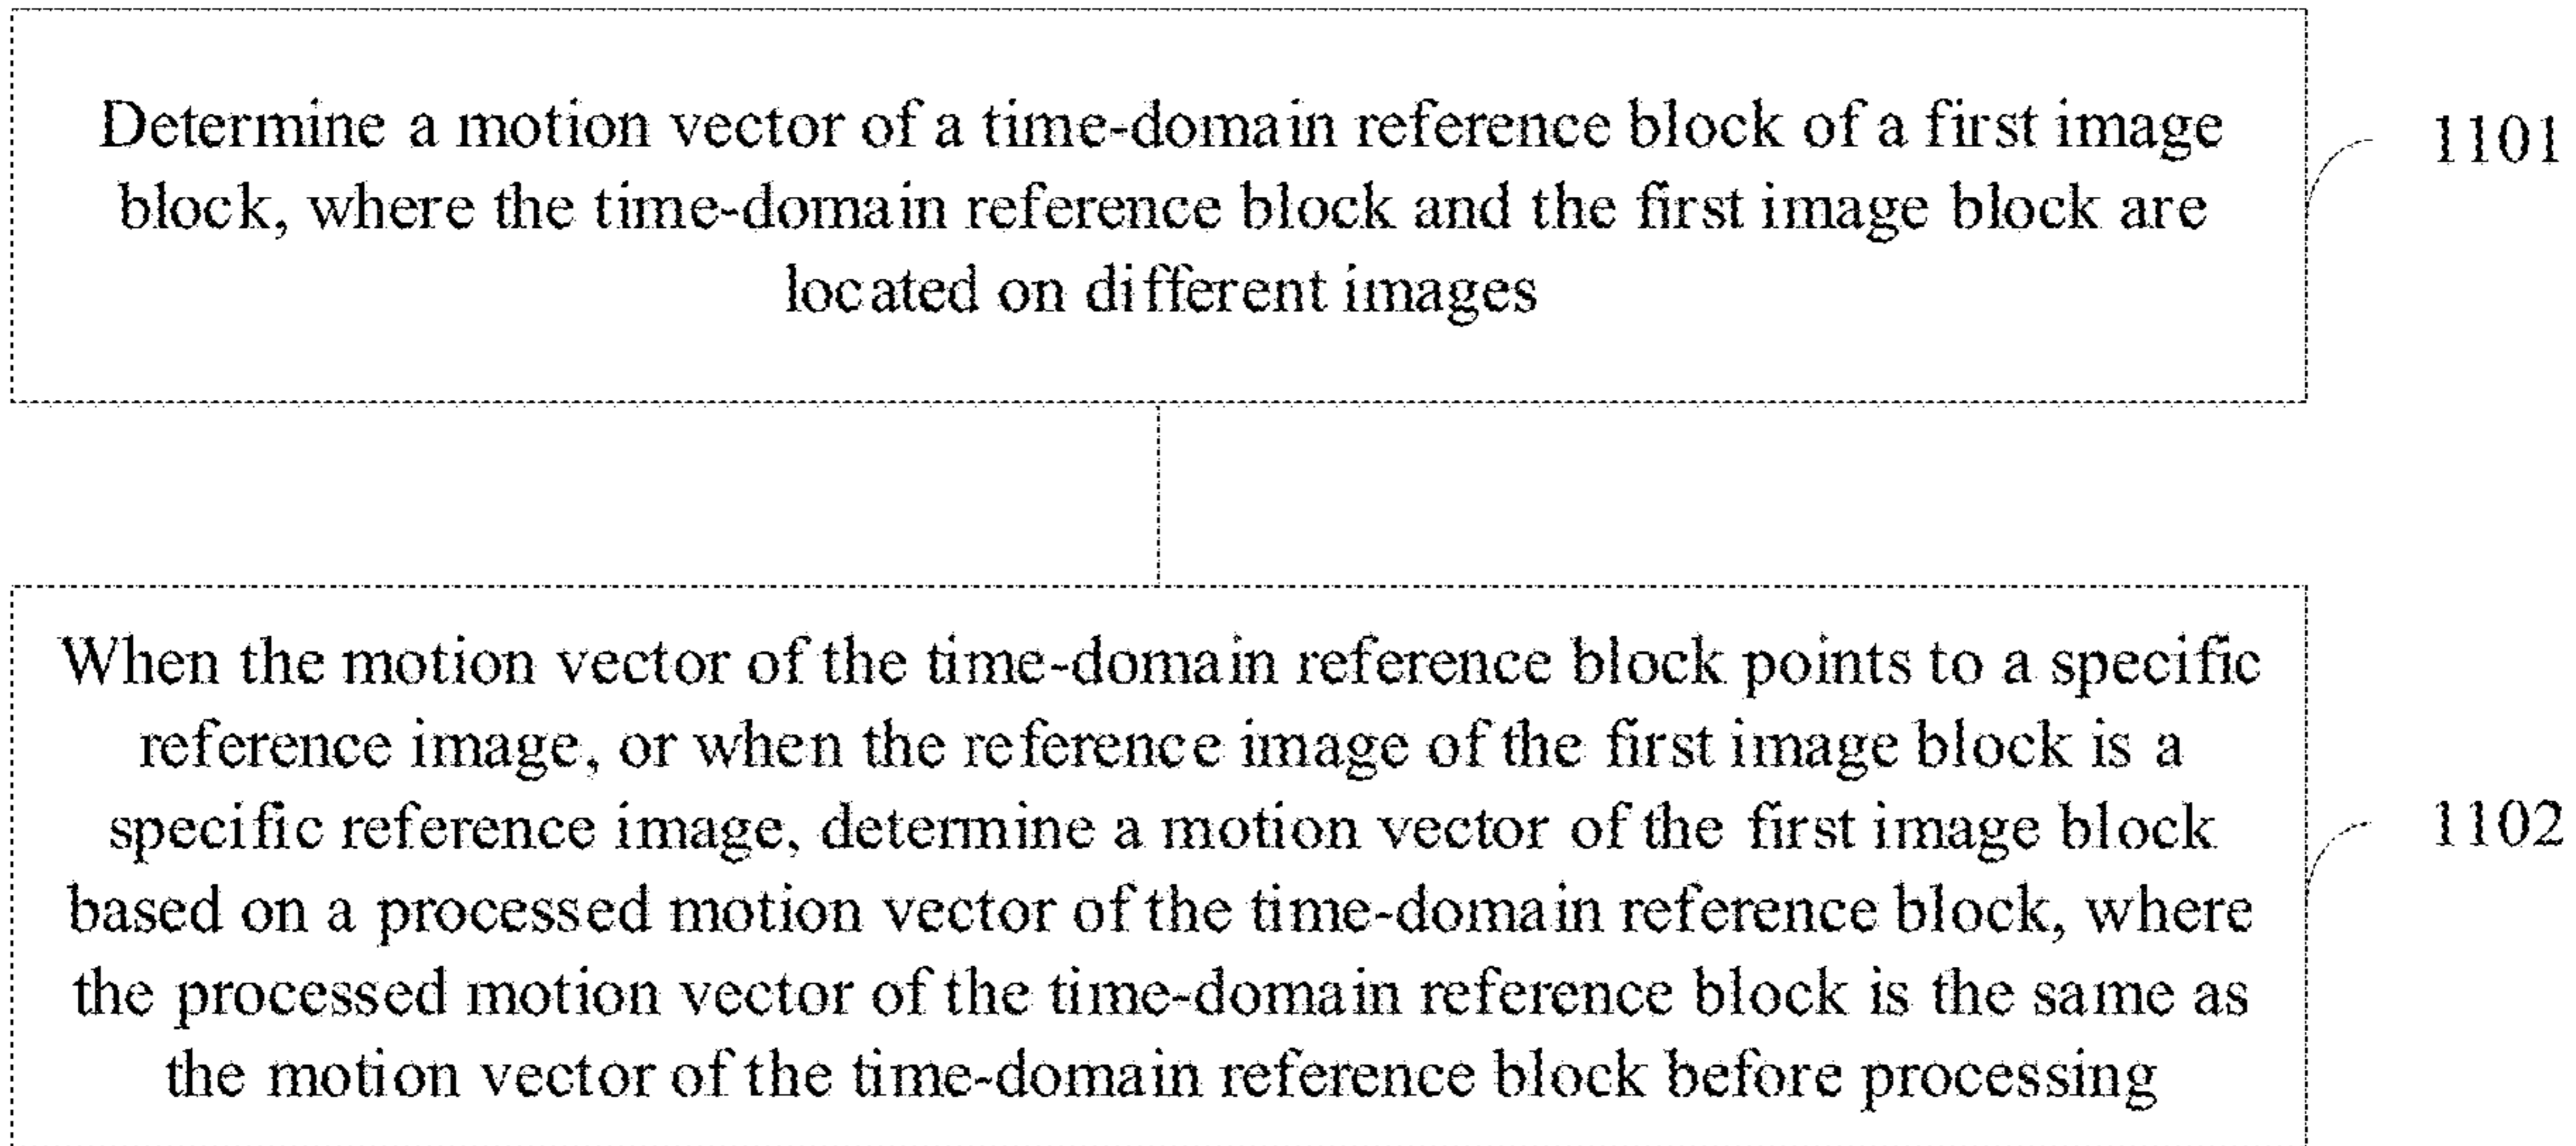 Determine a motion vector of a time-domain reference block of a first image
block, where the time-domain reference block and the first image block are
located on different images
1101
When the motion vector of the time-domain reference block points to a specific
reference image, or when the reference image of the first image block is a
specific reference image, determine a motion vector of the first image block
based on a processed motion vector of the time-domain reference block, where
the processed motion vector of the time-domain reference block is the same as
the motion vector of the time-domain reference block before processing
1102